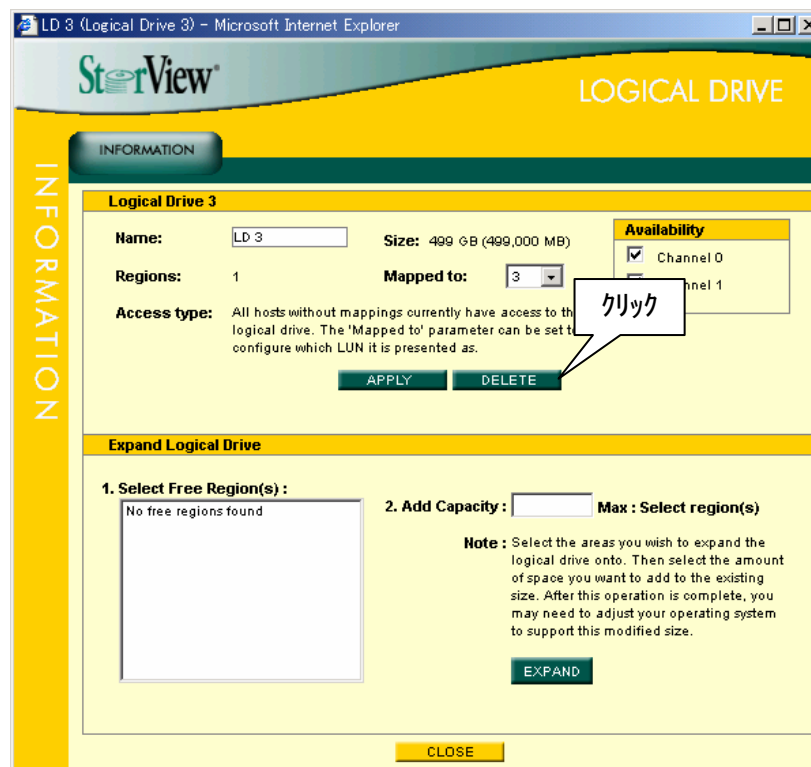 LD 3 (Logical Drive 3) - Microsoft Internet Explorer
StorView
LOGICAL DRIVE
INFORMATION
INFORMATION
Logical Drive 3
Name: LD 3
Size: 499 GB (499,000 MB)
Availability
Channel 0
Regions: 1
Mapped to: 3
クリック
Access type: All hosts without mappings currently have access to
logical drive. The 'Mapped to' parameter can be set
configure which LUN it is presented as.
APPLY DELETE
Expand Logical Drive
1. Select Free Region(s) :
No free regions found
2. Add Capacity : Max : Select region(s)
Note : Select the areas you wish to expand the
logical drive onto. Then select the amount
of space you want to add to the existing
size. After this operation is complete, you
may need to adjust your operating system
to support this modified size.
EXPAND
CLOSE